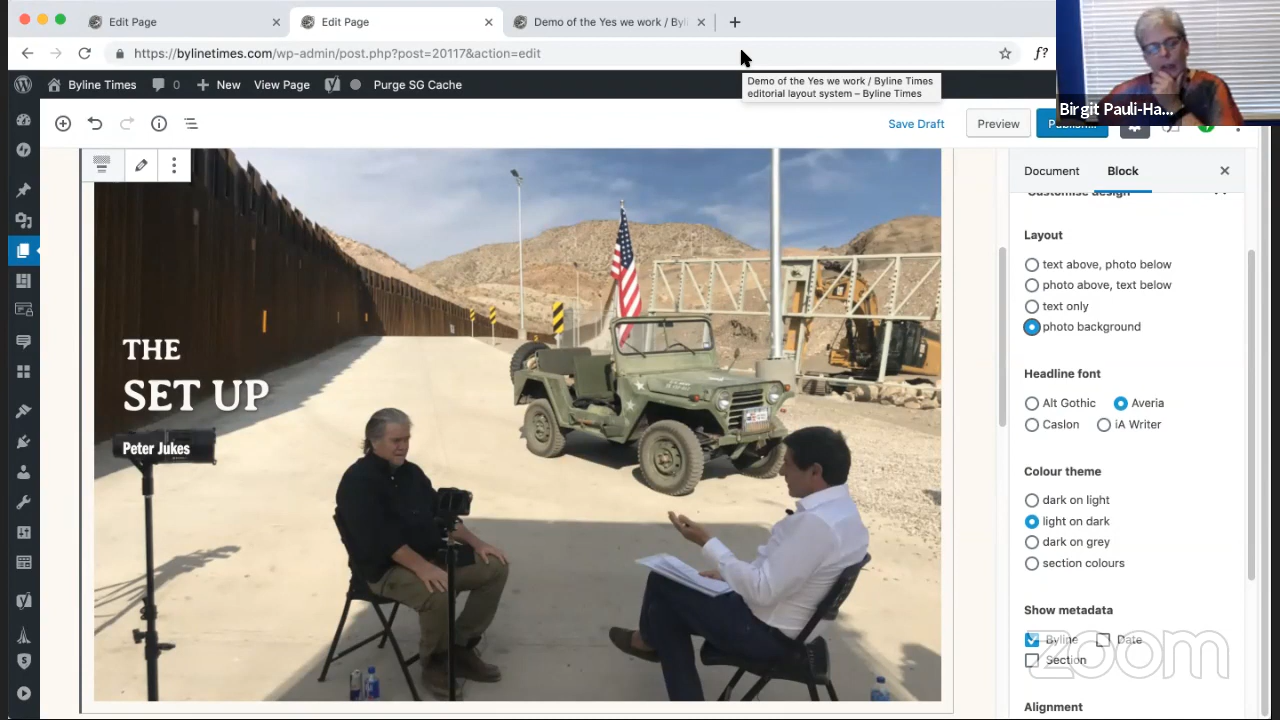 Edit Page
Edit Page
Demo of the Yes we work / Byli
https://bylinetimes.com/wp-admin/post.php?post=20117&action=edit
f?
Byline Times
0
New
View Page
Purge SG Cache
Demo of the Yes we work / Byline Times
editorial layout system – Byline Times
Birgit Pauli-Ha...
Save Draft
Preview
Publish...
Document
Block
Customise design
Layout
text above, photo below
photo above, text below
text only
photo background
Headline font
Alt Gothic
Averia
Caslon
iA Writer
Colour theme
dark on light
light on dark
dark on grey
section colours
Show metadata
Byline
Date
Section
Alignment
THE
SET UP
Peter Jukes
zoom